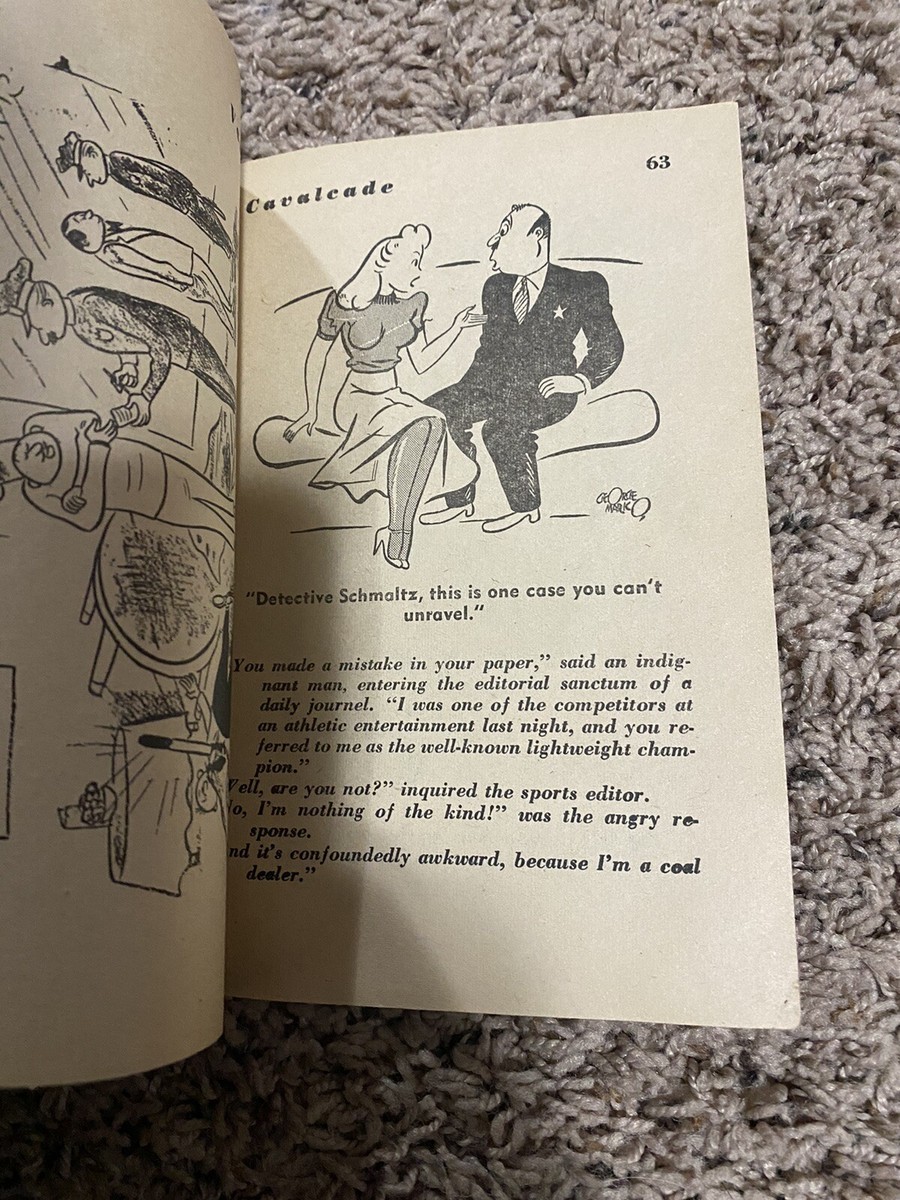 Cavalcade
63
GEORGE
"Detective Schmaltz, this is one case you can't
unravel."
You made a mistake in your paper," said an indig-
nant man, entering the editorial sanctum of a
daily journel. "I was one of the competitors at
an athletic entertainment last night, and you re-
ferred to me as the well-known lightweight cham-
pion."
ell, are you not?" inquired the sports editor.
o, I'm nothing of the kind!" was the angry re-
sponse.
nd it's confoundedly awkward, because I'm a coal
dealer."